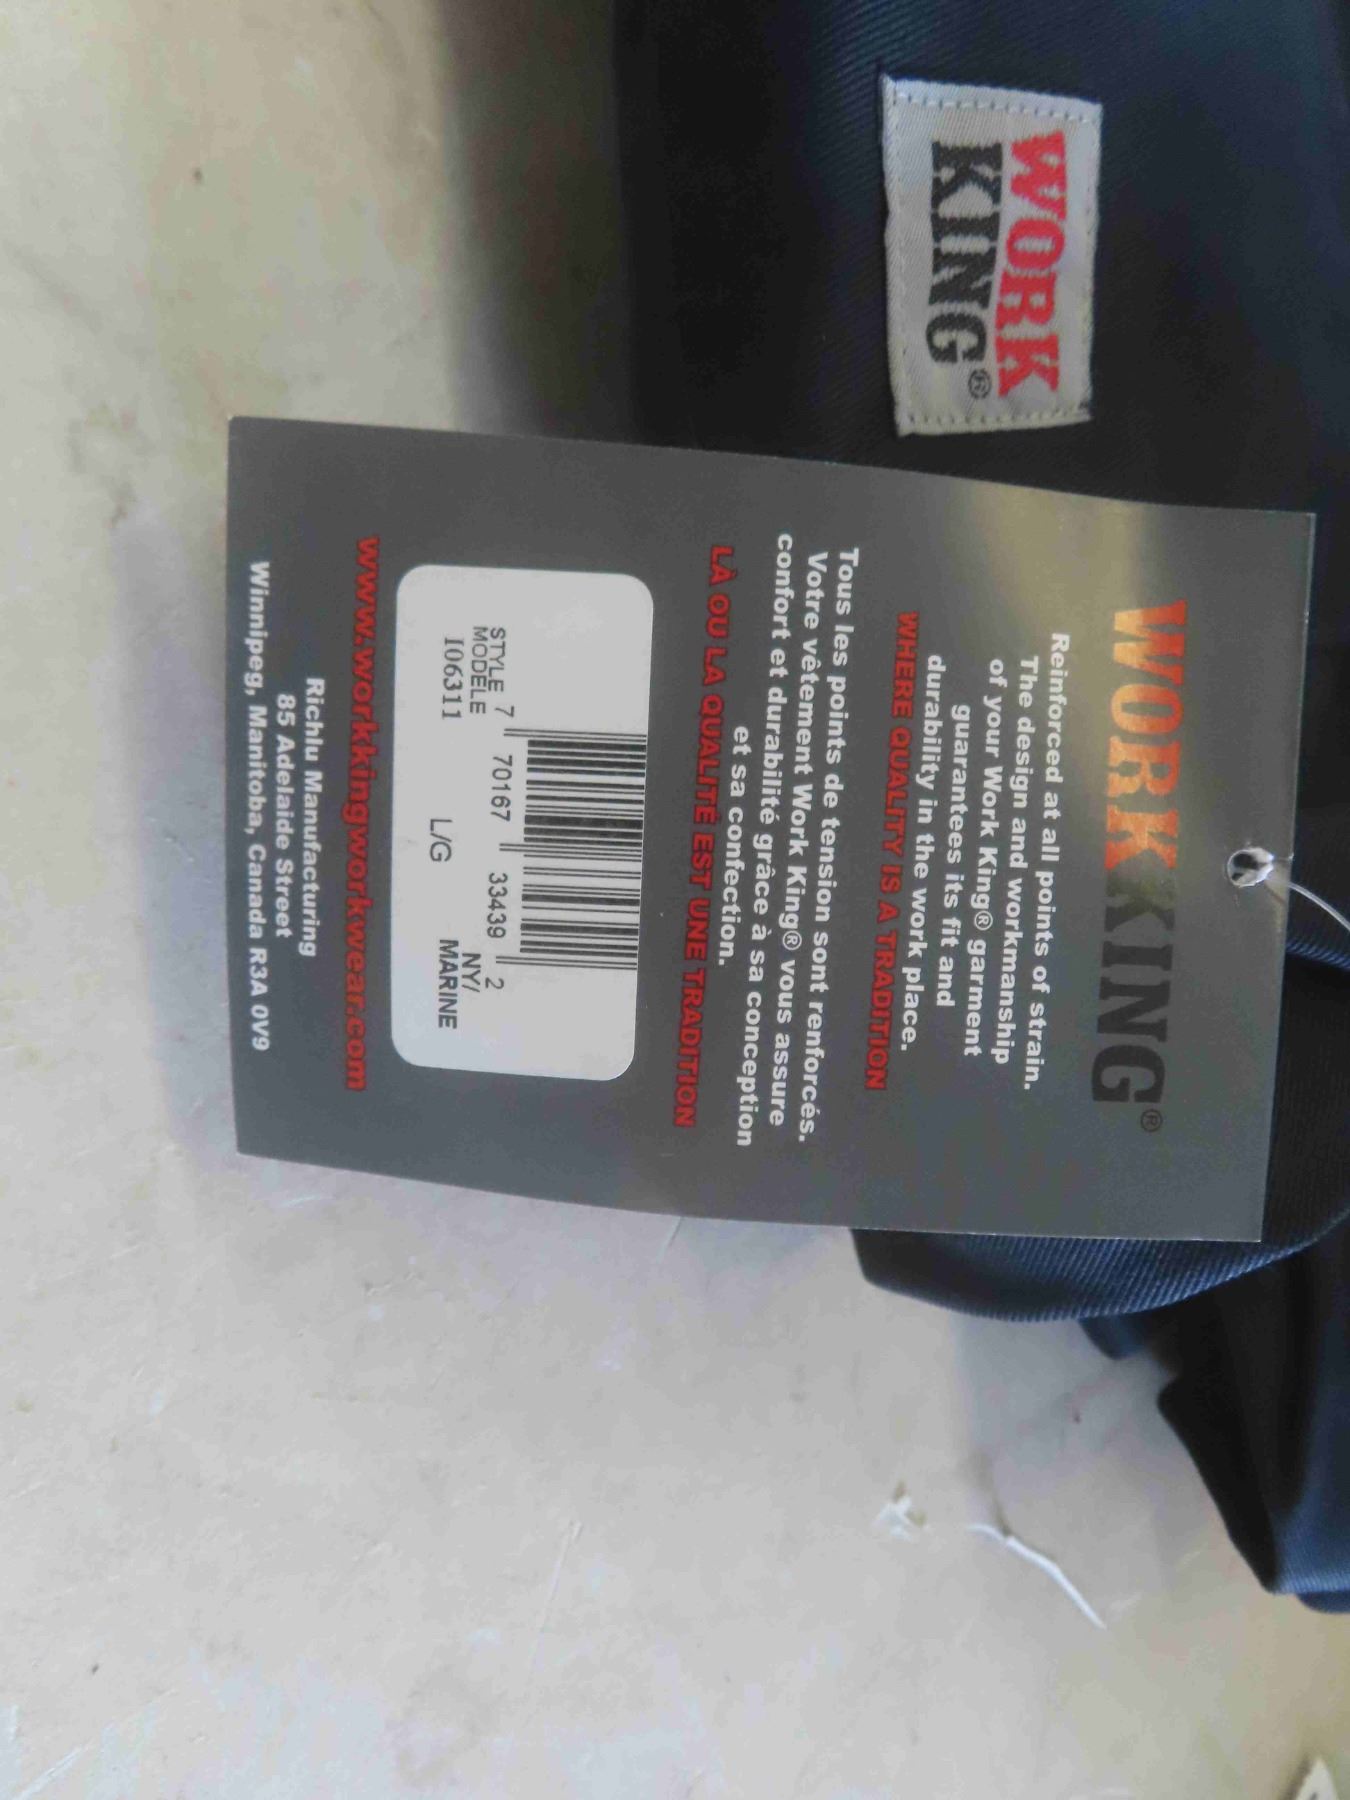 WORK
KING®
WORKKING®
Reinforced at all points of strain.
The design and workmanship
of your Work King® garment
guarantees its fit and
durability in the work place.
WHERE QUALITY IS A TRADITION
Tous les points de tension sont renforcés.
Votre vêtement Work King® vous assure
confort et durabilité grâce à sa conception
et sa confection.
LÀ OU LA QUALITÉ EST UNE TRADITION
7 70167 33439 2
STYLE
MODÈLE
NY/
MARINE
I06311
L/G
www.workkingworkwear.com
Richlu Manufacturing
85 Adelaide Street
Winnipeg, Manitoba, Canada R3A 0V9